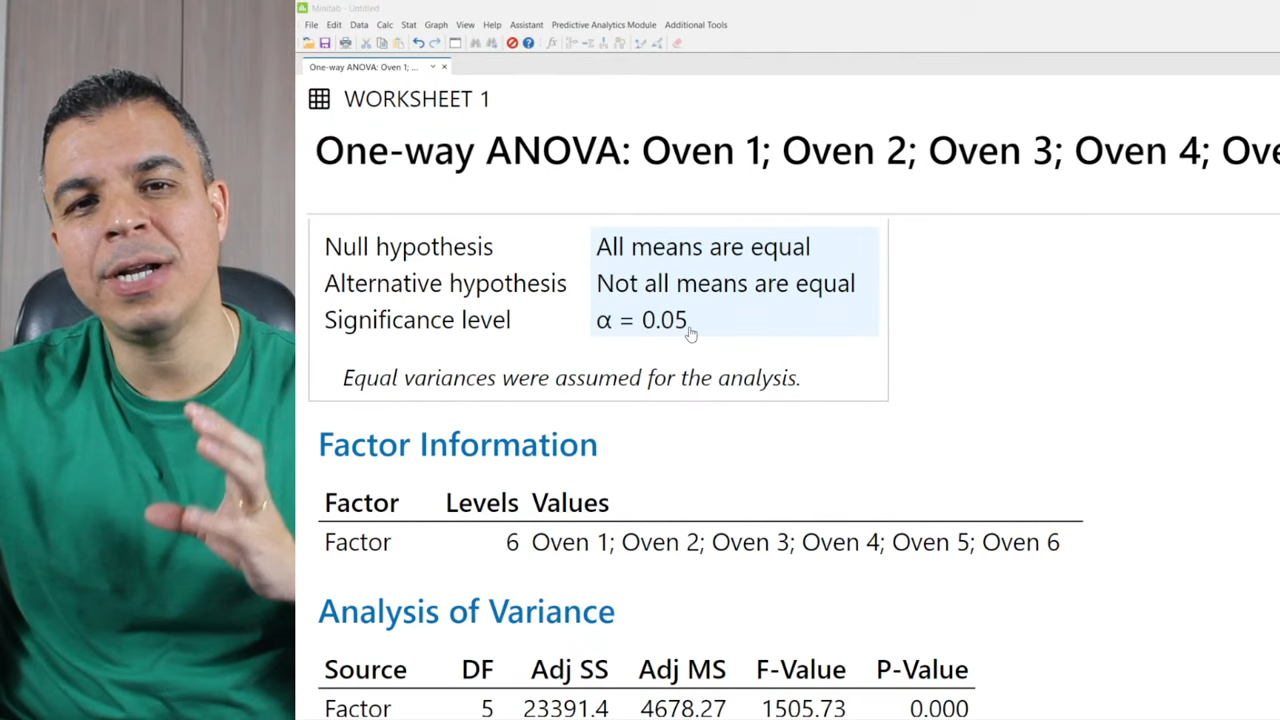 Minitab - Untitled
File Edit Data Calc Stat Graph View Help Assistant Predictive Analytics Module Additional Tools
One-way ANOVA: Oven 1; ...
WORKSHEET 1
One-way ANOVA: Oven 1; Oven 2; Oven 3; Oven 4; Ove
Null hypothesis All means are equal
Alternative hypothesis Not all means are equal
Significance level α = 0.05
Equal variances were assumed for the analysis.
Factor Information
Factor Levels Values
Factor 6 Oven 1; Oven 2; Oven 3; Oven 4; Oven 5; Oven 6
Analysis of Variance
Source DF Adj SS Adj MS F-Value P-Value
Factor 5 23391.4 4678.27 1505.73 0.000